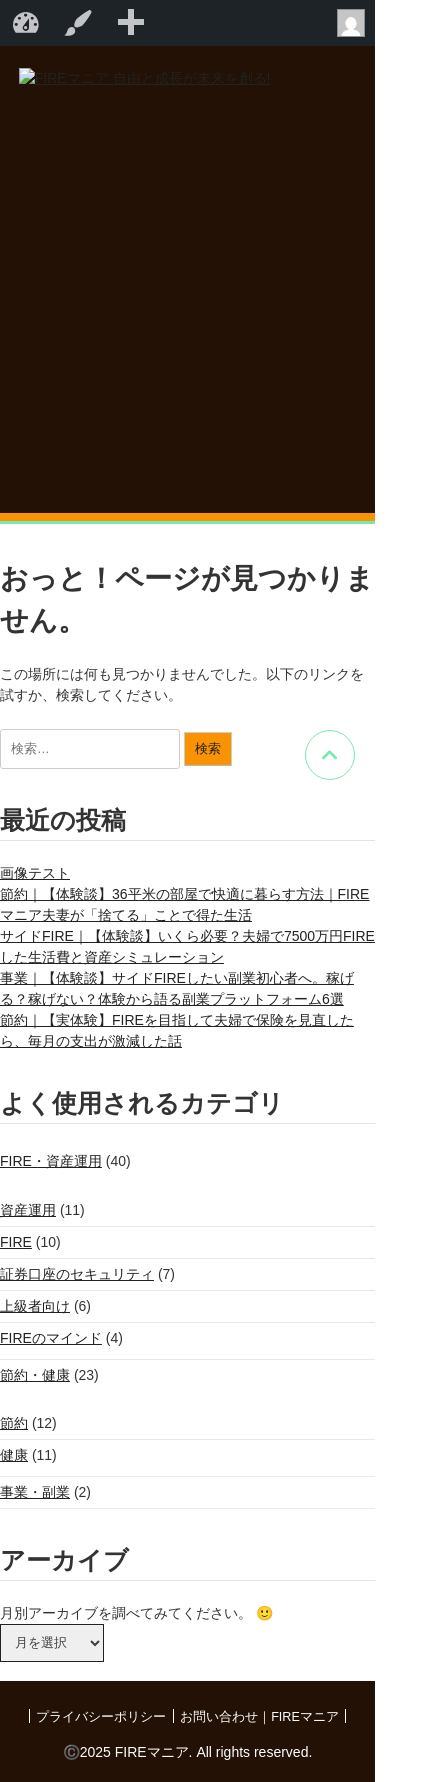 FIREマニア 自由と成長が未来を創る!
おっと！ページが見つかりま
せん。
この場所には何も見つかりませんでした。以下のリンクを
試すか、検索してください。
検索…
検索
最近の投稿
画像テスト
節約｜【体験談】36平米の部屋で快適に暮らす方法｜FIRE
マニア夫妻が「捨てる」ことで得た生活
サイドFIRE｜【体験談】いくら必要？夫婦で7500万円FIRE
した生活費と資産シミュレーション
事業｜【体験談】サイドFIREしたい副業初心者へ。稼げ
る？稼げない？体験から語る副業プラットフォーム6選
節約｜【実体験】FIREを目指して夫婦で保険を見直した
ら、毎月の支出が激減した話
よく使用されるカテゴリ
FIRE・資産運用 (40)
資産運用 (11)
FIRE (10)
証券口座のセキュリティ (7)
上級者向け (6)
FIREのマインド (4)
節約・健康 (23)
節約 (12)
健康 (11)
事業・副業 (2)
アーカイブ
月別アーカイブを調べてみてください。 🙂
月を選択
プライバシーポリシー
お問い合わせ｜FIREマニア
©2025 FIREマニア. All rights reserved.